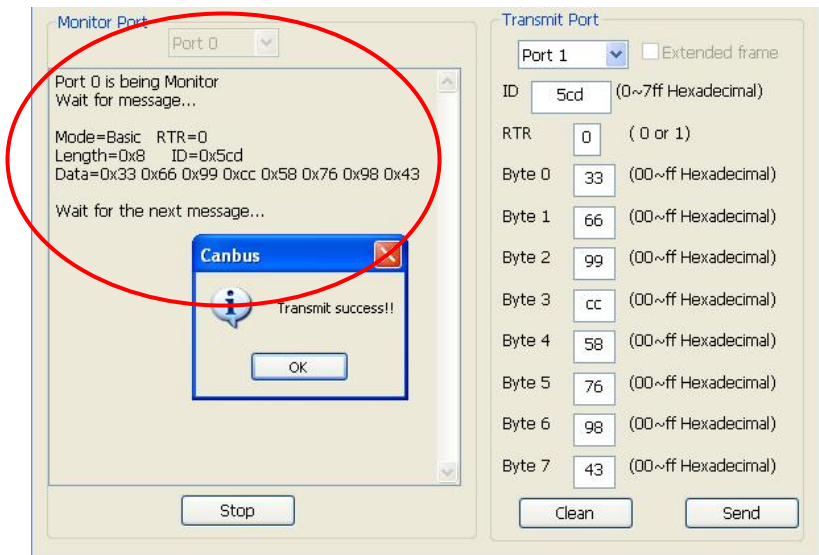 Monitor Port
Port 0
Port 0 is being Monitor
Wait for message...
Mode=Basic RTR=0
Length=0x8 ID=0x5cd
Data=0x33 0x66 0x99 0xcc 0x58 0x76 0x98 0x43
Wait for the next message...
Canbus
Transmit success!!
OK
Stop
Transmit Port
Port 1 Extended frame
ID 5cd (0~7ff Hexadecimal)
RTR 0 ( 0 or 1)
Byte 0 33 (00~ff Hexadecimal)
Byte 1 66 (00~ff Hexadecimal)
Byte 2 99 (00~ff Hexadecimal)
Byte 3 cc (00~ff Hexadecimal)
Byte 4 58 (00~ff Hexadecimal)
Byte 5 76 (00~ff Hexadecimal)
Byte 6 98 (00~ff Hexadecimal)
Byte 7 43 (00~ff Hexadecimal)
Clean Send